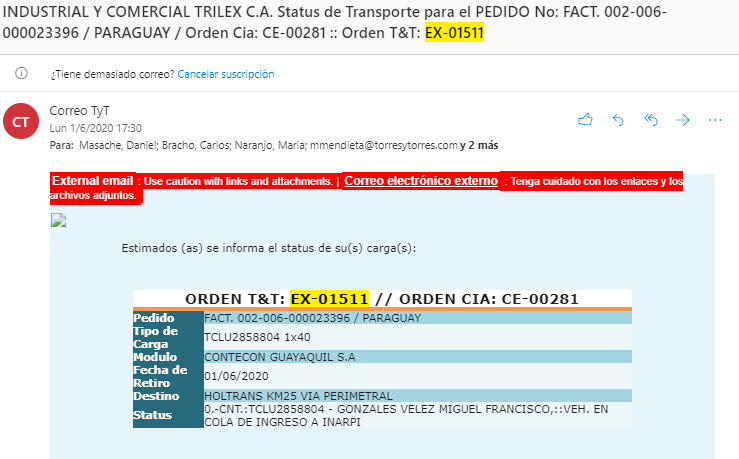 INDUSTRIAL Y COMERCIAL TRILEX C.A. Status de Transporte para el PEDIDO No: FACT. 002-006-
000023396 / PARAGUAY / Orden Cia: CE-00281 :: Orden T&T: EX-01511
¿Tiene demasiado correo? Cancelar suscripción
CT
Correo TyT
Lun 1/6/2020 17:30
Para: Masache, Daniel; Bracho, Carlos; Naranjo, Maria; mmendieta@torresytorres.com y 2 más
External email : Use caution with links and attachments. | Correo electrónico externo : Tenga cuidado con los enlaces y los
archivos adjuntos.
Estimados (as) se informa el status de su(s) carga(s):
ORDEN T&T: EX-01511 // ORDEN CIA: CE-00281
Pedido FACT. 002-006-000023396 / PARAGUAY
Tipo de
Carga TCLU2858804 1x40
Modulo CONTECON GUAYAQUIL S.A
Fecha de
Retiro 01/06/2020
Destino HOLTRANS KM25 VIA PERIMETRAL
Status 0.-CNT.:TCLU2858804 - GONZALES VELEZ MIGUEL FRANCISCO,::VEH. EN
COLA DE INGRESO A INARPI